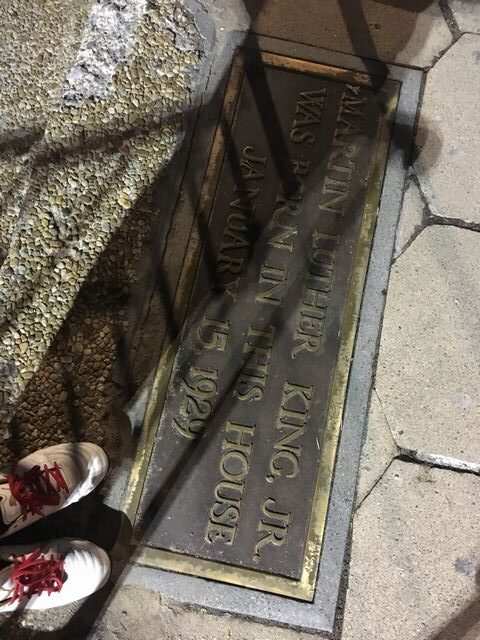 MARTIN LUTHER KING, JR.
WAS BORN IN THIS HOUSE
JANUARY 15, 1929